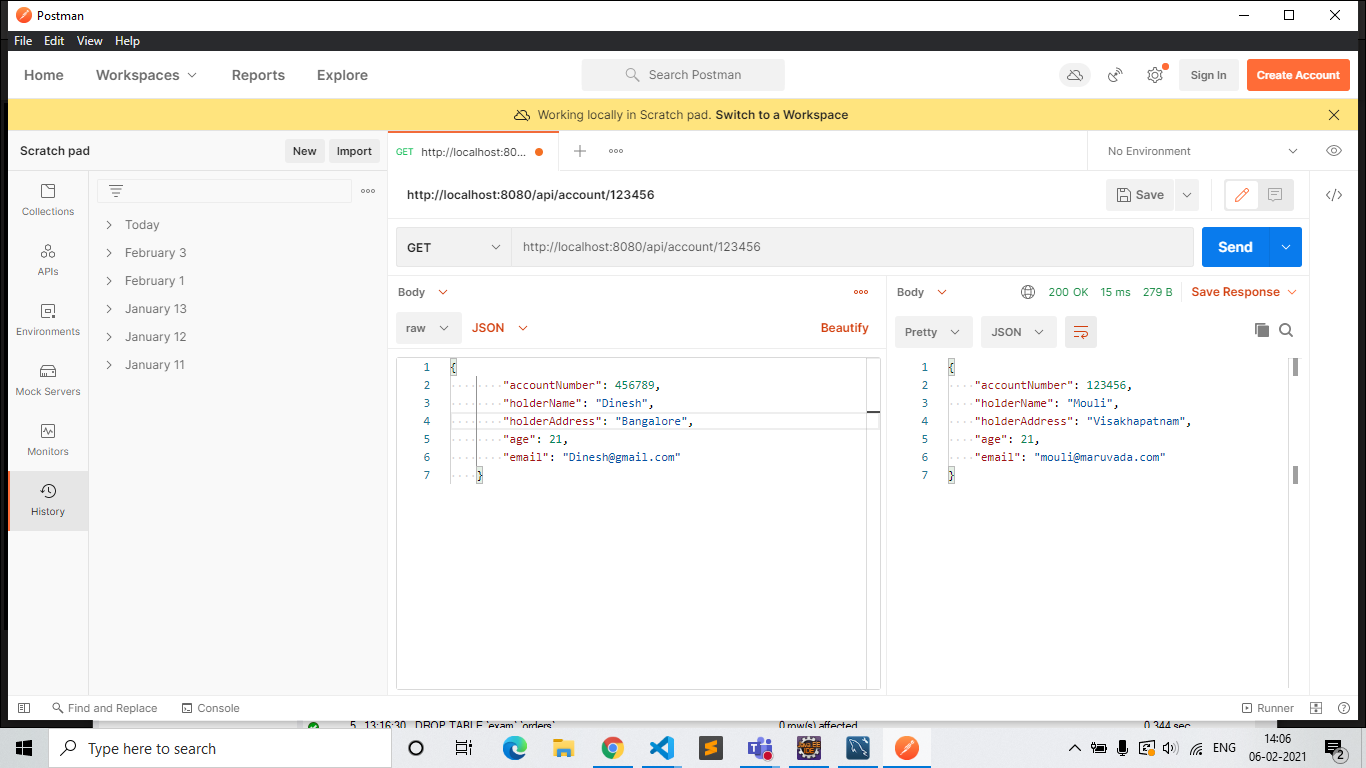 Postman
File Edit View Help
Home Workspaces Reports Explore Search Postman Sign In Create Account
Working locally in Scratch pad. Switch to a Workspace
Scratch pad New Import GET http://localhost:80... No Environment
http://localhost:8080/api/account/123456 Save
Collections
APIs
Environments
Mock Servers
Monitors
History
Today
February 3
February 1
January 13
January 12
January 11
GET http://localhost:8080/api/account/123456 Send
Body
raw JSON Beautify
1 {
2 "accountNumber": 456789,
3 "holderName": "Dinesh",
4 "holderAddress": "Bangalore",
5 "age": 21,
6 "email": "Dinesh@gmail.com"
7 }
Body 200 OK 15 ms 279 B Save Response
Pretty JSON
1 {
2 "accountNumber": 123456,
3 "holderName": "Mouli",
4 "holderAddress": "Visakhapatnam",
5 "age": 21,
6 "email": "mouli@maruvada.com"
7 }
Find and Replace Console Runner
5 13:16:30 DROP TABLE `exam`.`orders` 0 row(s) affected 0.344 sec
Type here to search
JAVA EE
IDE
ENG
14:06
06-02-2021
2